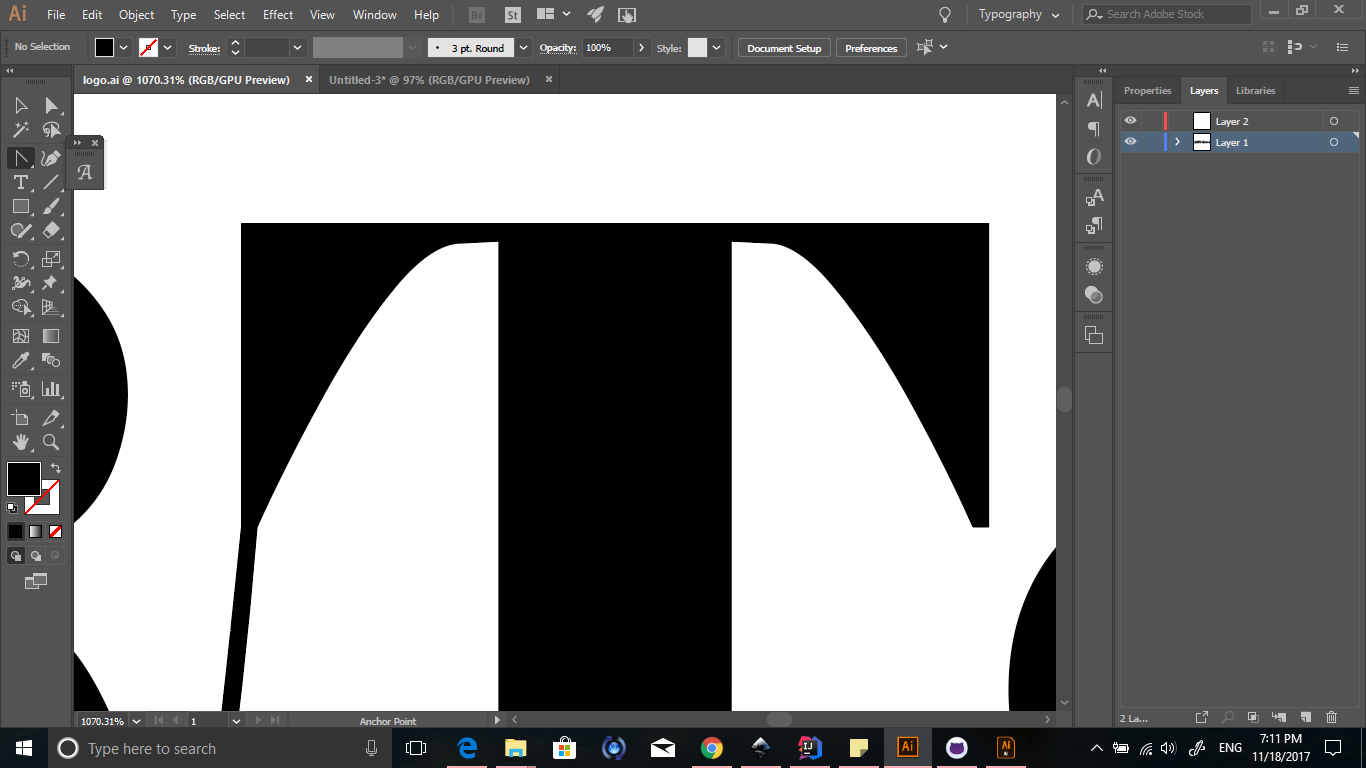 Ai File Edit Object Type Select Effect View Window Help Br St Typography Search Adobe Stock
No Selection Stroke: 3 pt. Round Opacity: 100% Style: Document Setup Preferences
logo.ai @ 1070.31% (RGB/GPU Preview) × Untitled-3* @ 97% (RGB/GPU Preview) ×
Properties Layers Libraries
Layer 2
Layer 1
1070.31% 1 Anchor Point
2 La...
Type here to search
ENG
7:11 PM
11/18/2017